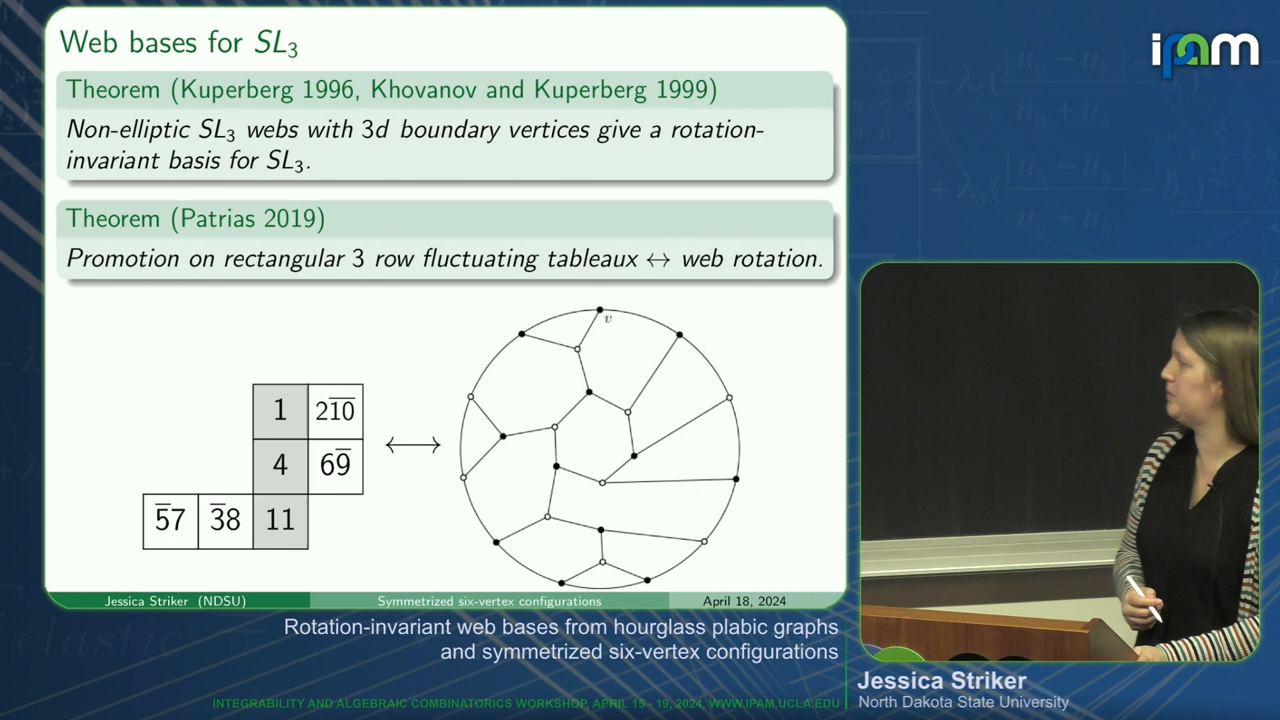 Web bases for SL₃
Theorem (Kuperberg 1996, Khovanov and Kuperberg 1999)
Non-elliptic SL₃ webs with 3d boundary vertices give a rotation-
invariant basis for SL₃.
Theorem (Patrias 2019)
Promotion on rectangular 3 row fluctuating tableaux ↔ web rotation.
v
1 21̅0̅
4 69̅
5̅7 3̅8 11
Jessica Striker (NDSU) Symmetrized six-vertex configurations April 18, 2024
Rotation-invariant web bases from hourglass plabic graphs
and symmetrized six-vertex configurations
INTEGRABILITY AND ALGEBRAIC COMBINATORICS WORKSHOP, APRIL 15 - 19, 2024, WWW.IPAM.UCLA.EDU
ipam
Jessica Striker
North Dakota State University